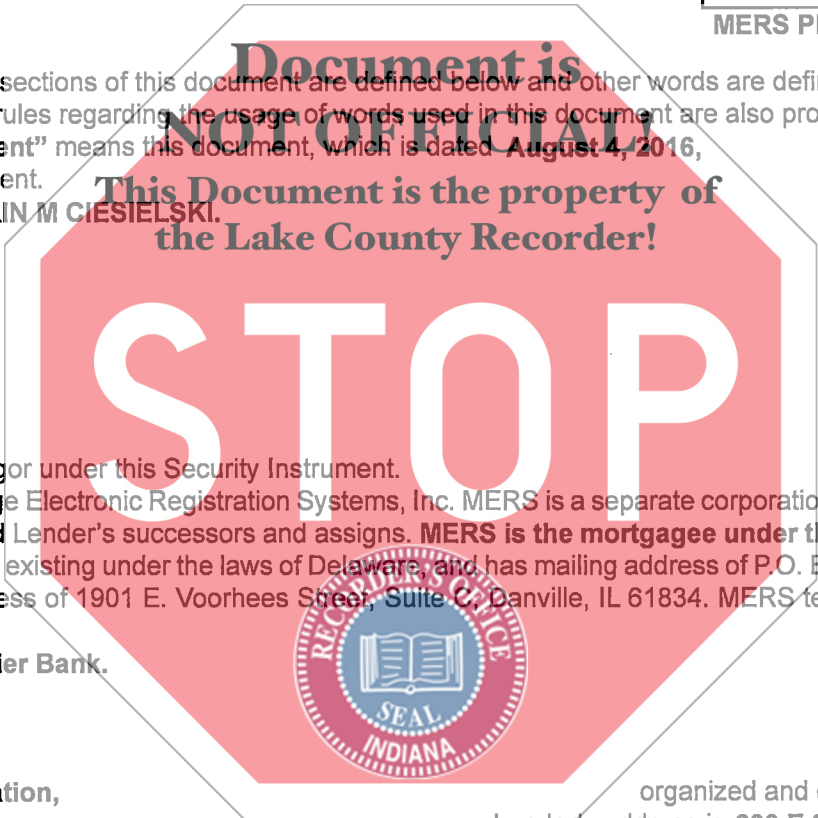 MERS PI
Document is
sections of this document are defined below and other words are defi
rules regarding the usage of words used in this document are also pro
NOT OFFICIAL!
ent” means this document, which is dated August 4, 2016,
ent.
This Document is the property of
IN M CIESIELSKI.
the Lake County Recorder!
STOP
gor under this Security Instrument.
e Electronic Registration Systems, Inc. MERS is a separate corporatio
d Lender's successors and assigns. MERS is the mortgagee under th
existing under the laws of Delaware, and has mailing address of P.O. B
ess of 1901 E. Voorhees Street, Suite C, Danville, IL 61834. MERS te
RECORDER'S OFFICE
ier Bank.
SEAL
INDIANA
ation,
organized and